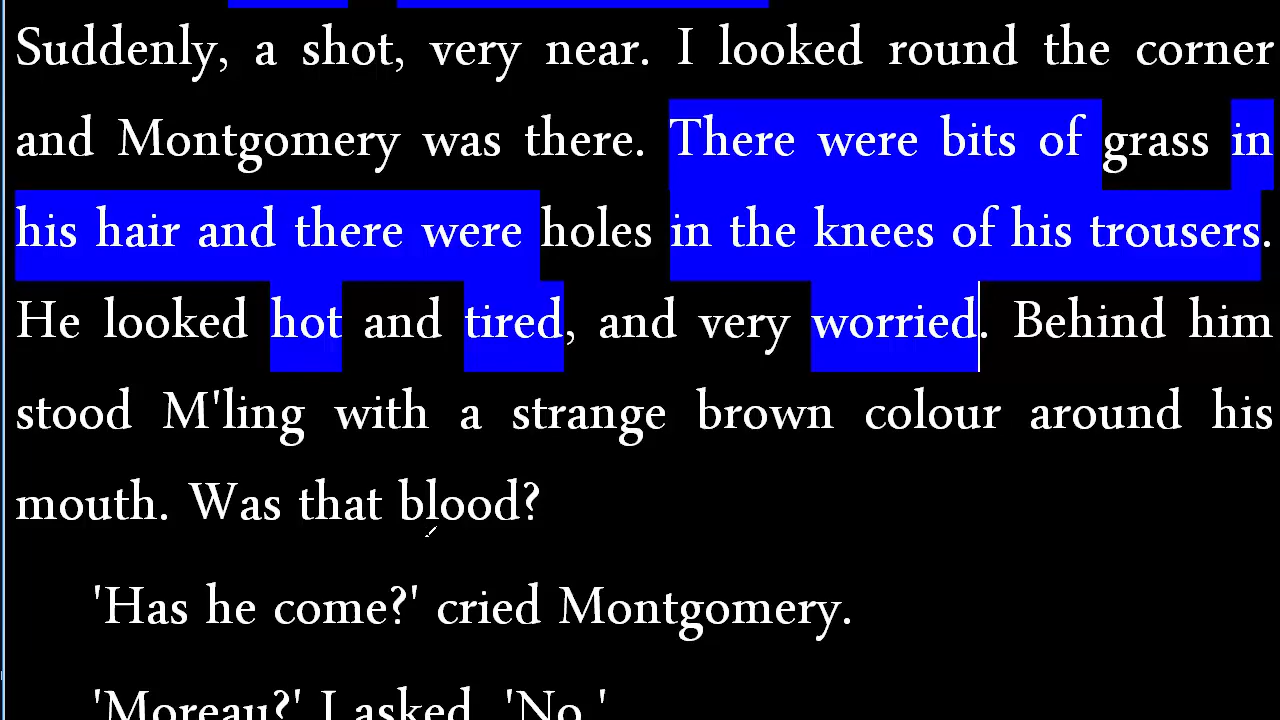 Suddenly, a shot, very near. I looked round the corner
and Montgomery was there. There were bits of grass in
his hair and there were holes in the knees of his trousers.
He looked hot and tired, and very worried. Behind him
stood M'ling with a strange brown colour around his
mouth. Was that blood?
'Has he come?' cried Montgomery.
'Moreau?' I asked. 'No.'